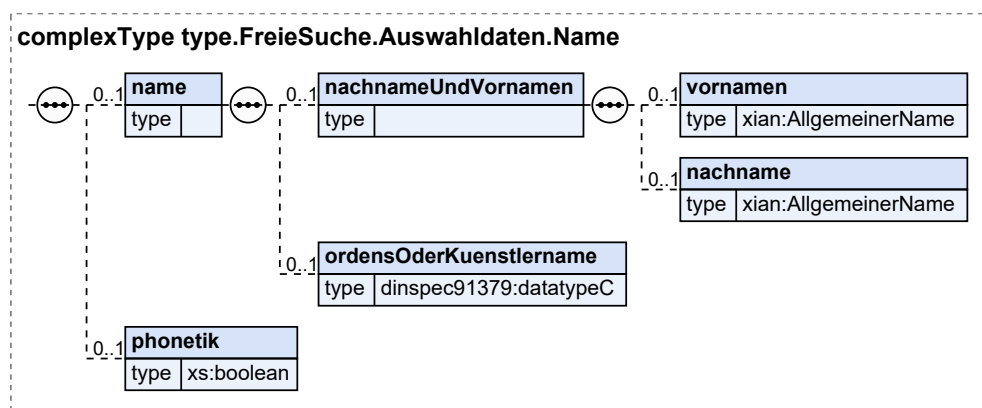 complexType type.FreieSuche.Auswahldaten.Name
0..1 name
type
0..1 nachnameUndVornamen
type
0..1 vornamen
type xian:AllgemeinerName
0..1 nachname
type xian:AllgemeinerName
0..1 ordensOderKuenstlername
type dinspec91379:datatypeC
0..1 phonetik
type xs:boolean